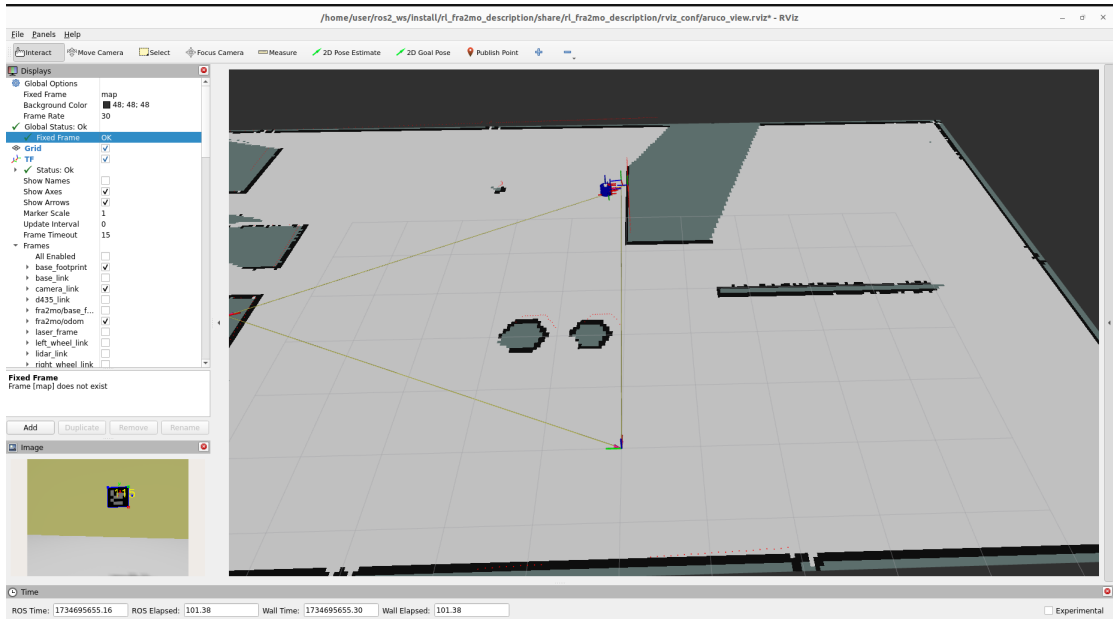 /home/user/ros2_ws/install/rl_fra2mo_description/share/rl_fra2mo_description/rviz_conf/aruco_view.rviz* - RViz
File Panels Help
Interact Move Camera Select Focus Camera Measure 2D Pose Estimate 2D Goal Pose Publish Point
Displays
Global Options
Fixed Frame map
Background Color 48; 48; 48
Frame Rate 30
Global Status: Ok
Fixed Frame OK
Grid
TF
Status: Ok
Show Names
Show Axes
Show Arrows
Marker Scale 1
Update Interval 0
Frame Timeout 15
Frames
All Enabled
base_footprint
base_link
camera_link
d435_link
fra2mo/base_f...
fra2mo/odom
laser_frame
left_wheel_link
lidar_link
right_wheel_link
Fixed Frame
Frame [map] does not exist
Add Duplicate Remove Rename
Image
Time
ROS Time: 1734695655.16 ROS Elapsed: 101.38 Wall Time: 1734695655.30 Wall Elapsed: 101.38 Experimental